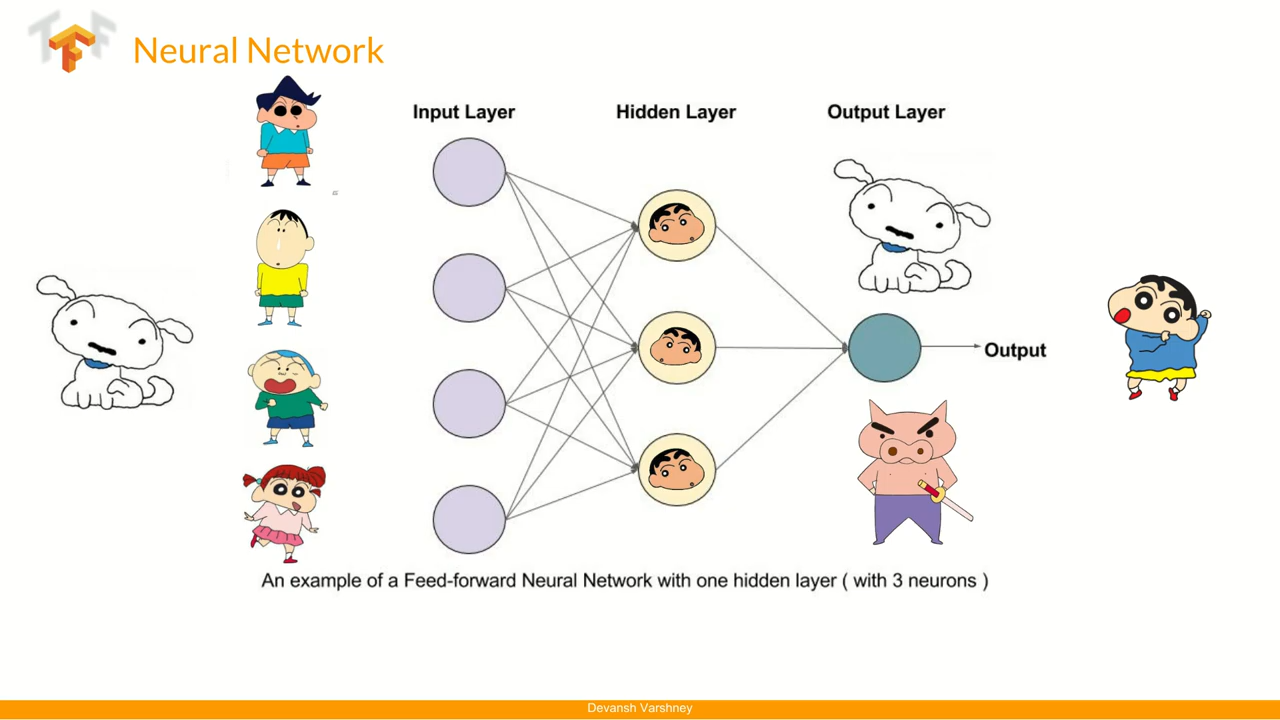 Neural Network
Input Layer
Hidden Layer
Output Layer
Output
An example of a Feed-forward Neural Network with one hidden layer ( with 3 neurons )
Devansh Varshney